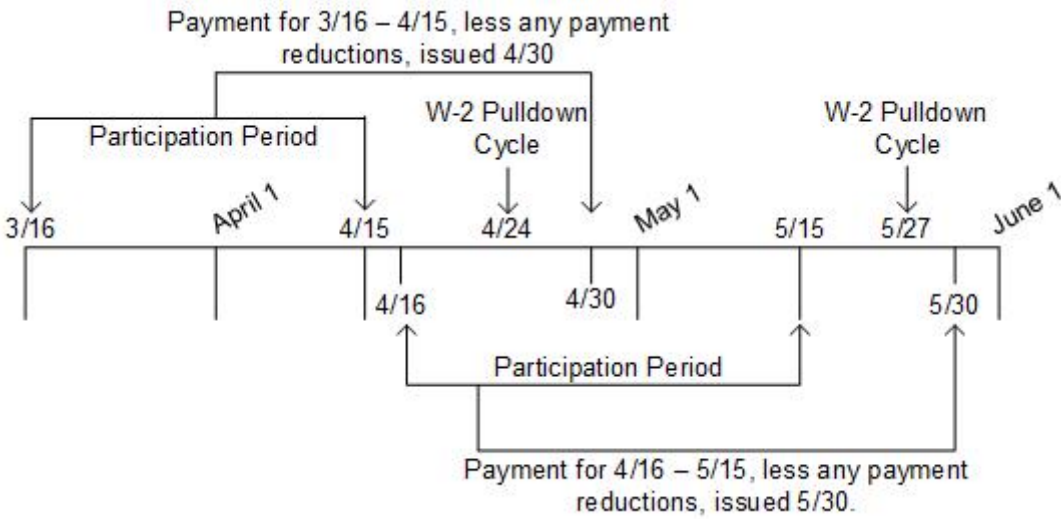 Payment for 3/16 – 4/15, less any payment
reductions, issued 4/30
Participation Period
W-2 Pulldown
Cycle
W-2 Pulldown
Cycle
3/16
April 1
4/15
4/24
May 1
5/15
5/27
June 1
4/16
4/30
5/30
Participation Period
Payment for 4/16 – 5/15, less any payment
reductions, issued 5/30.